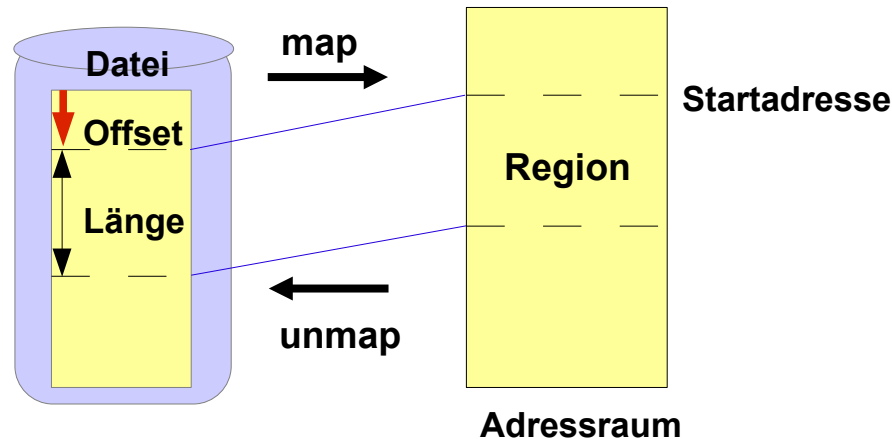 Datei
Offset
Länge
map
unmap
Region
Startadresse
Adressraum